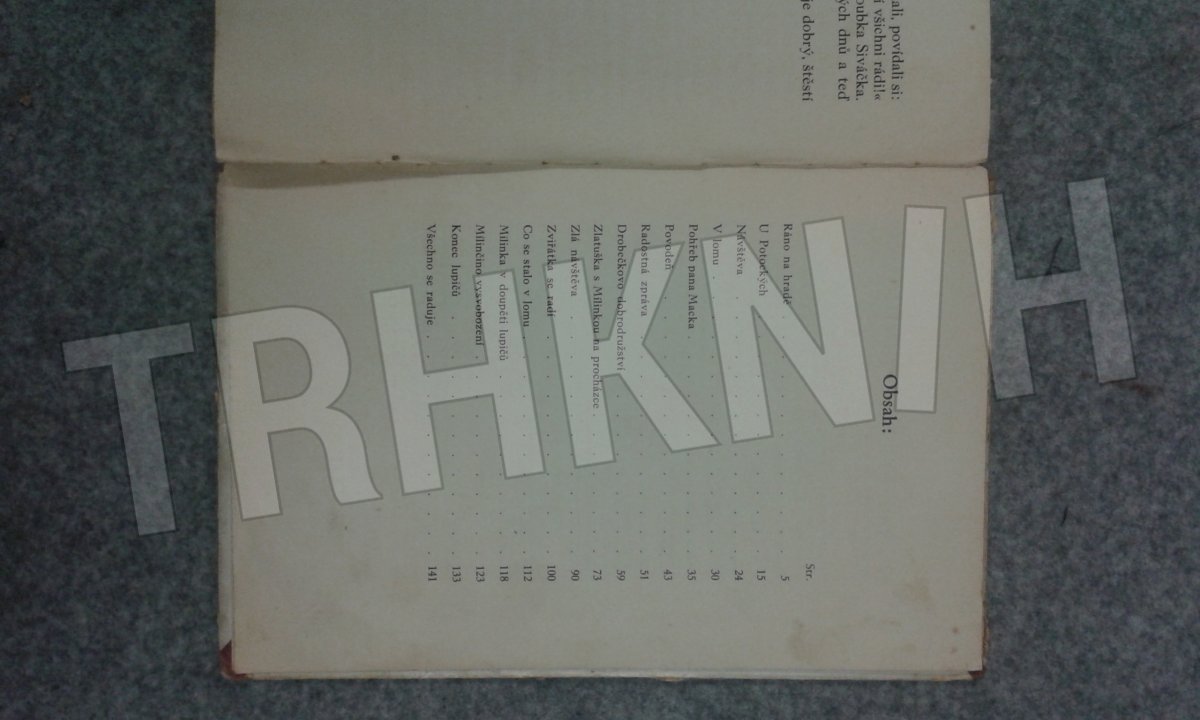 ali, povídali si:
í všichni rádi!«
oubka Siváčka.
ých dnů a teď
je dobrý, štěstí
Obsah:
Str.
Ráno na hradě . . . . . 5
U Potockých . . . . . . 15
Návštěva . . . . . . . 24
V lomu . . . . . . . . 30
Pohřeb pana Macka . . . . . 35
Povodeň . . . . . . . 43
Radostná zpráva . . . . . . 51
Drobečkovo dobrodružství . . . . 59
Zlatuška s Milinkou na procházce . . . 73
Zlá návštěva . . . . . . 90
Zviřátka se radí . . . . . . 100
Co se stalo v lomu . . . . . 112
Milinka v doupěti lupičů . . . . . 118
Milinčino vysvobození . . . . . 123
Konec lupičů . . . . . . 133
Všechno se raduje . . . . . . 141
TRHKNIH